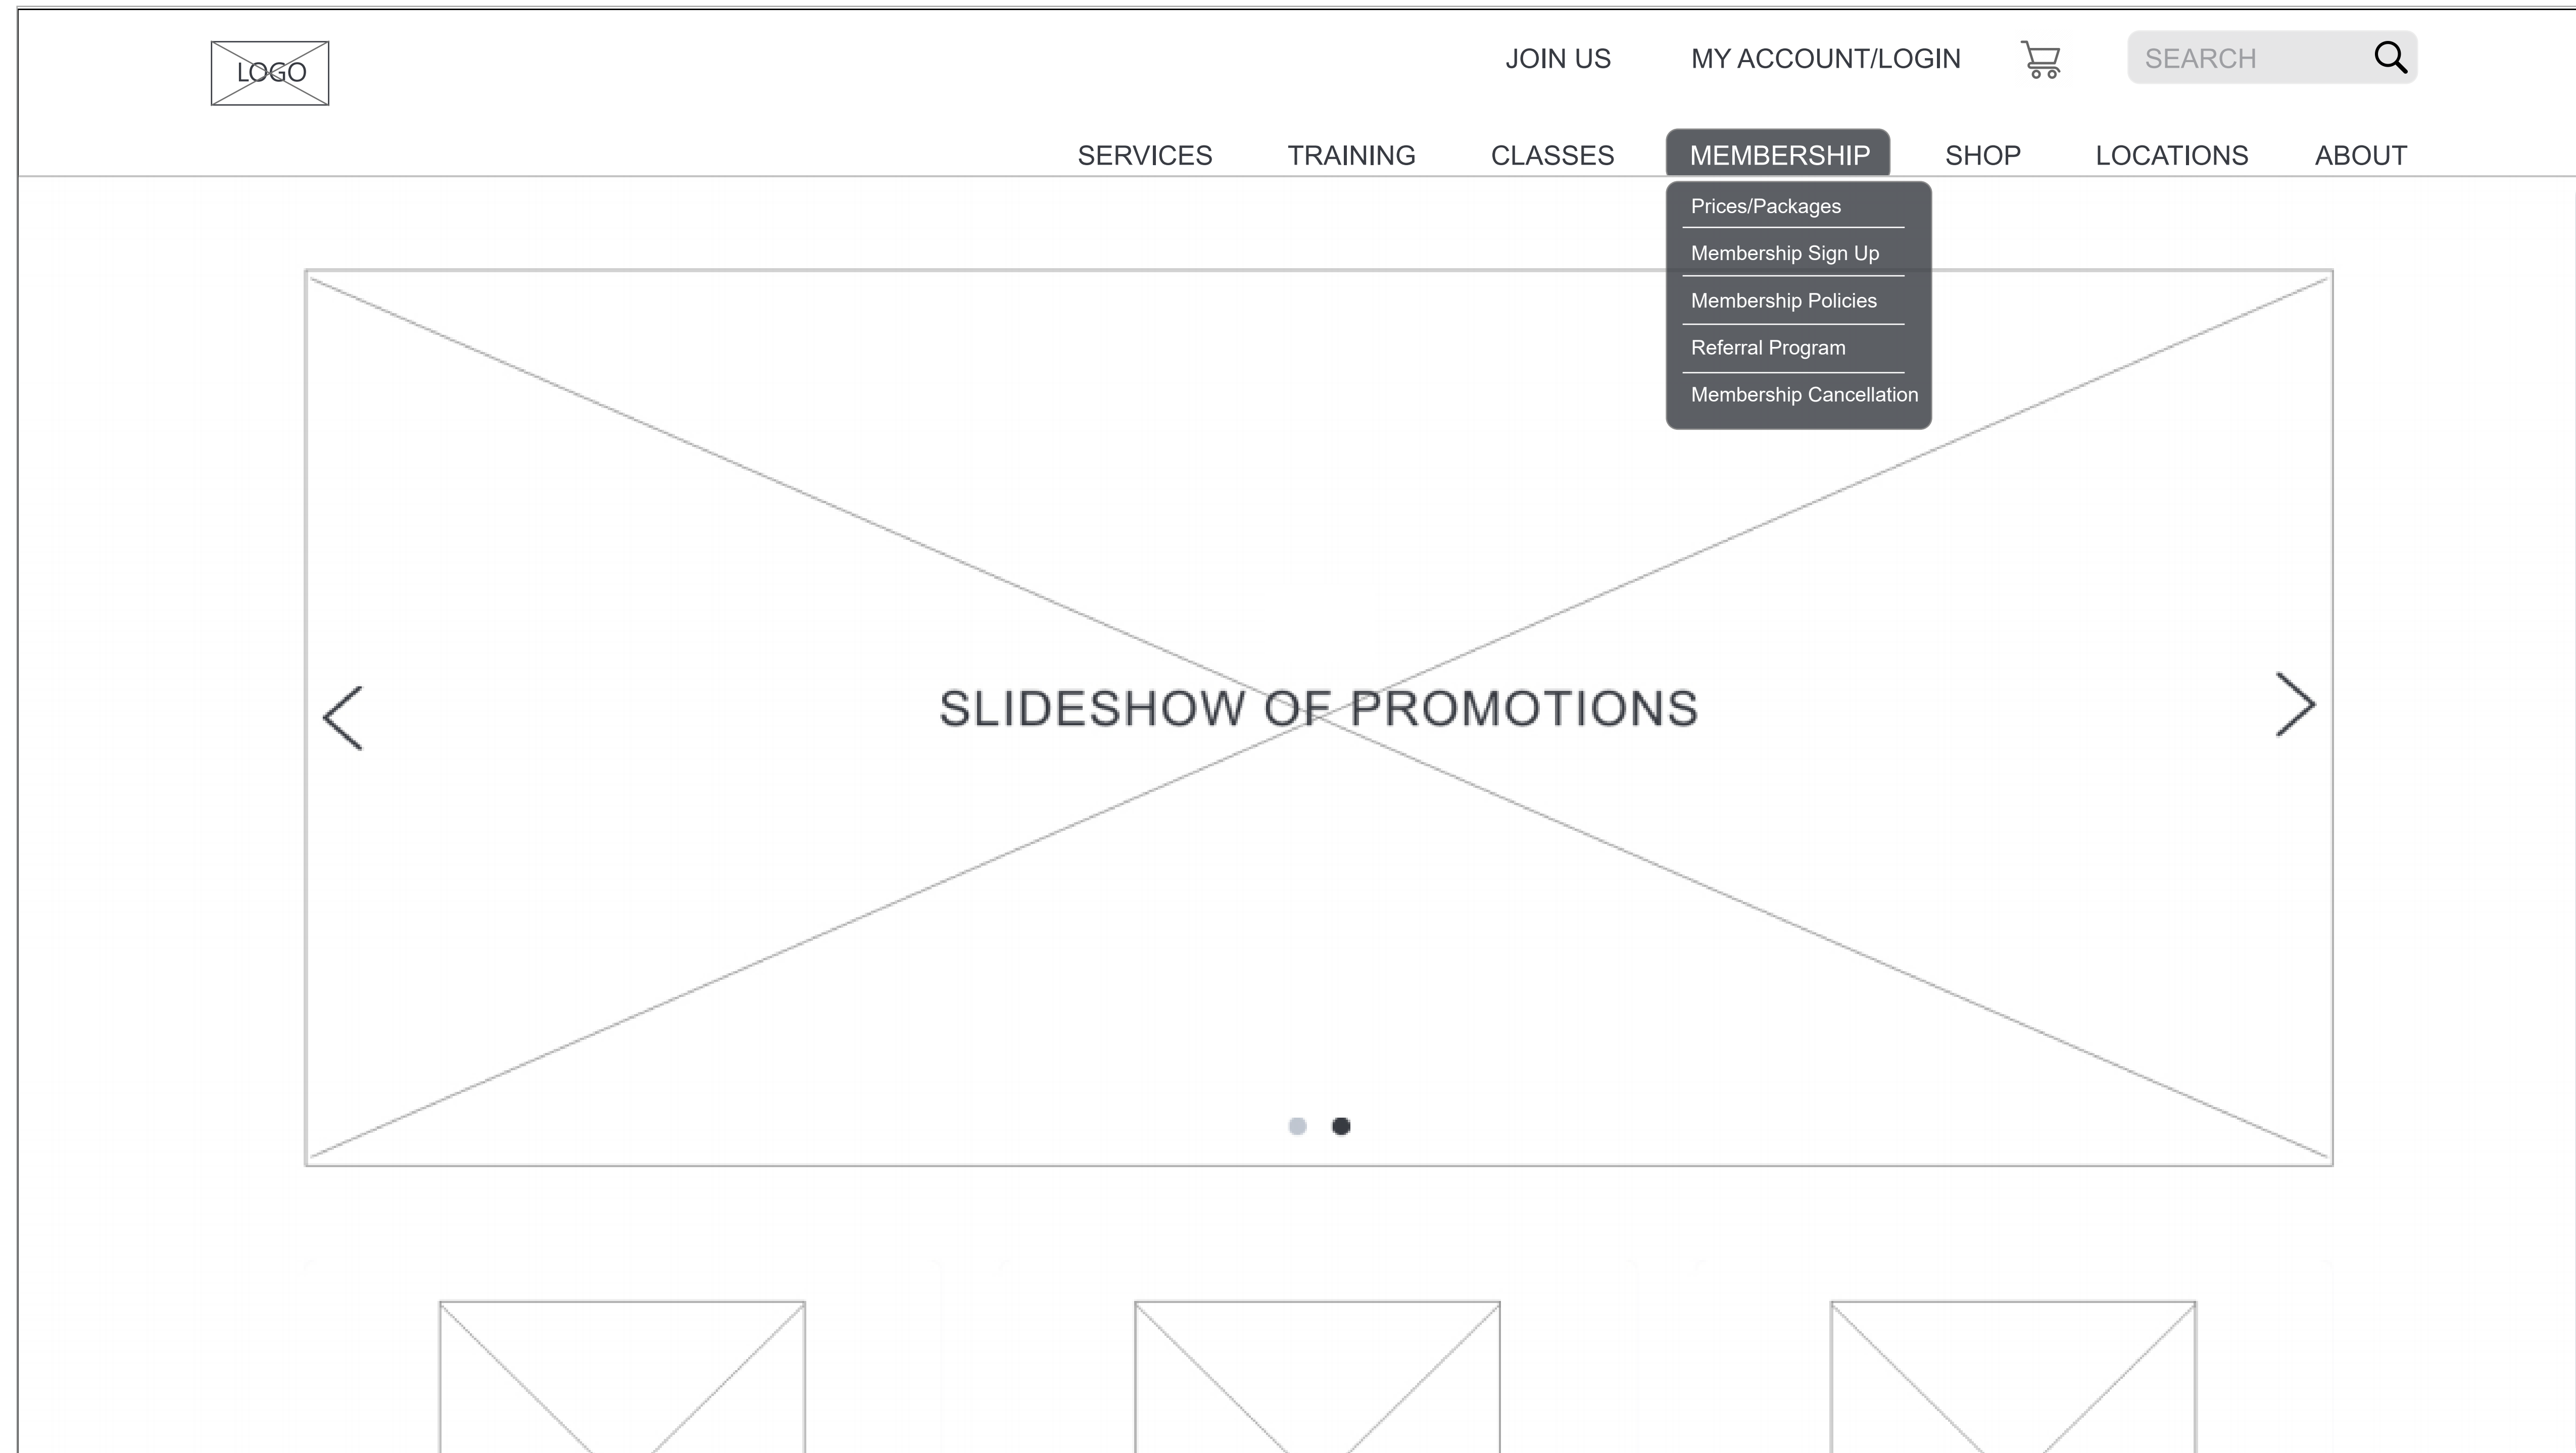 LOGO
JOIN US
MY ACCOUNT/LOGIN
SEARCH
SERVICES
TRAINING
CLASSES
MEMBERSHIP
SHOP
LOCATIONS
ABOUT
Prices/Packages
Membership Sign Up
Membership Policies
Referral Program
Membership Cancellation
SLIDESHOW OF PROMOTIONS